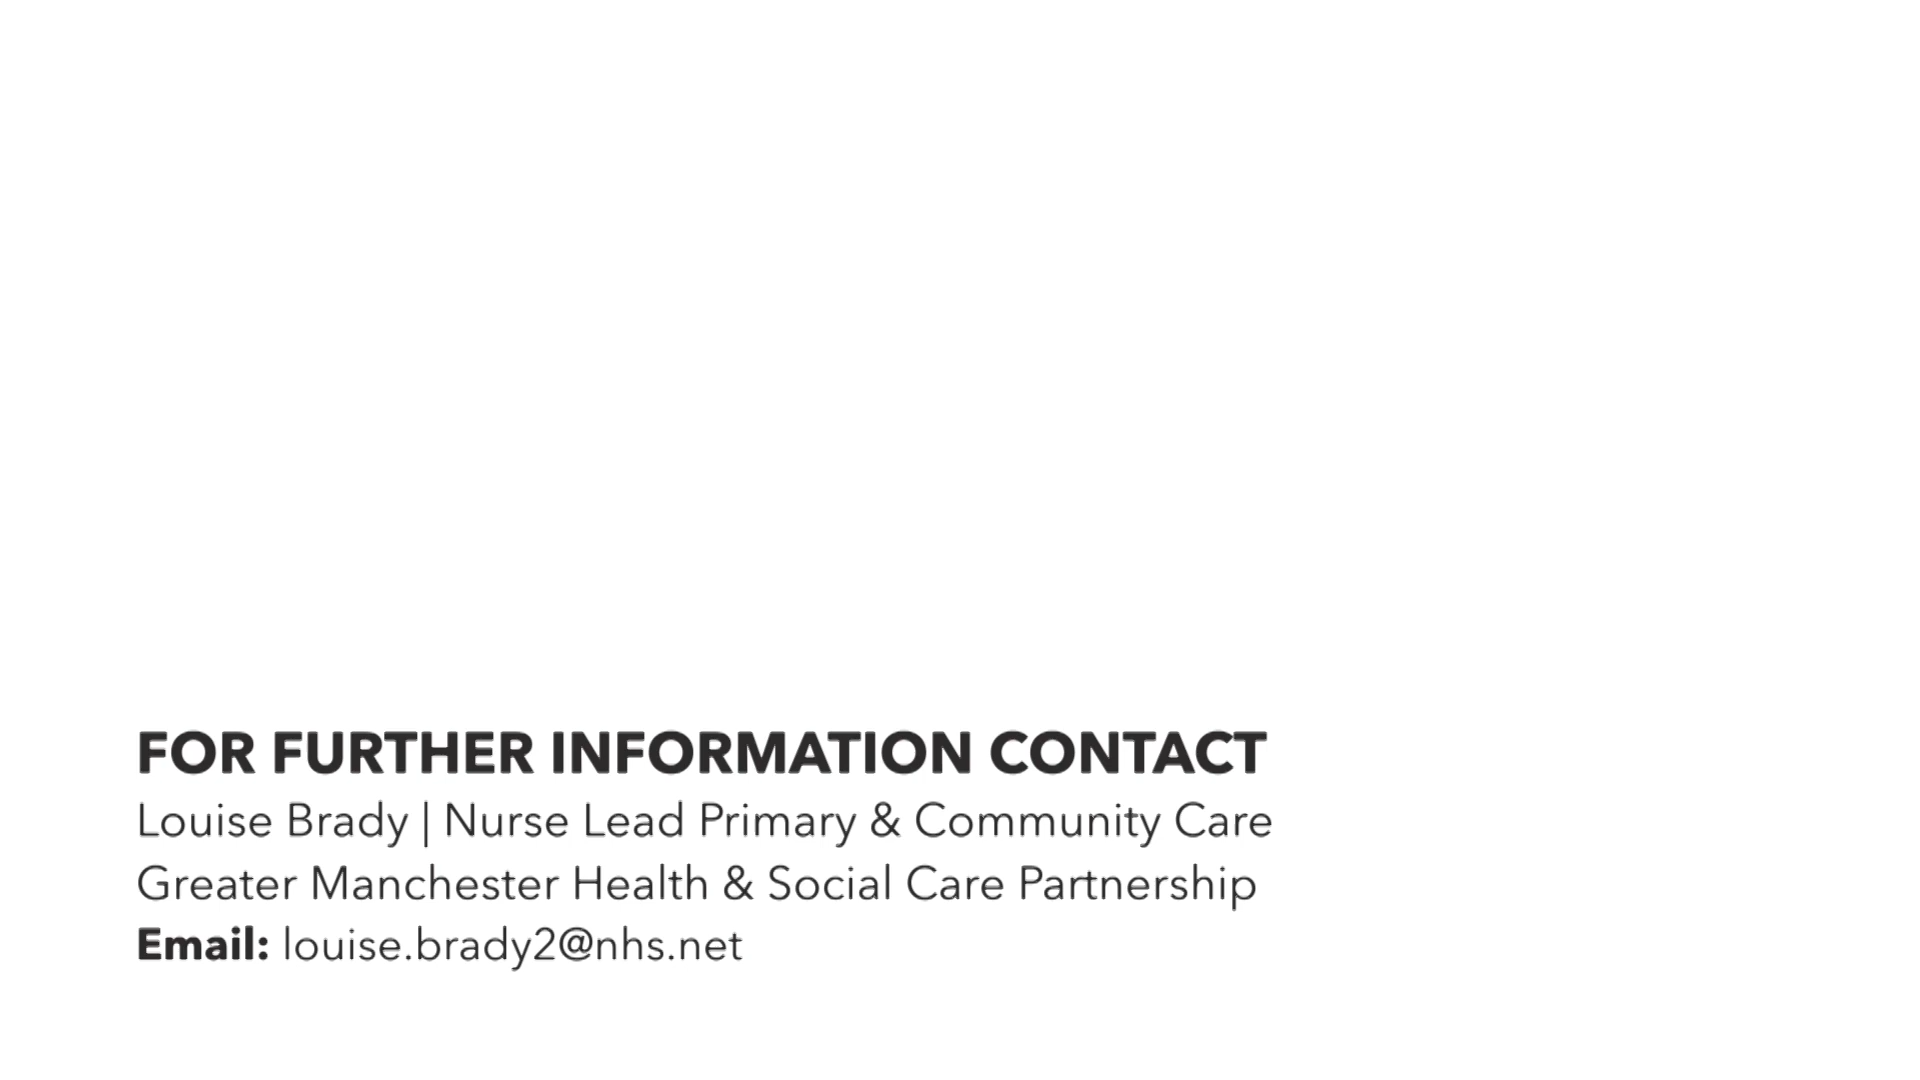 FOR FURTHER INFORMATION CONTACT
Louise Brady | Nurse Lead Primary & Community Care
Greater Manchester Health & Social Care Partnership
Email: louise.brady2@nhs.net